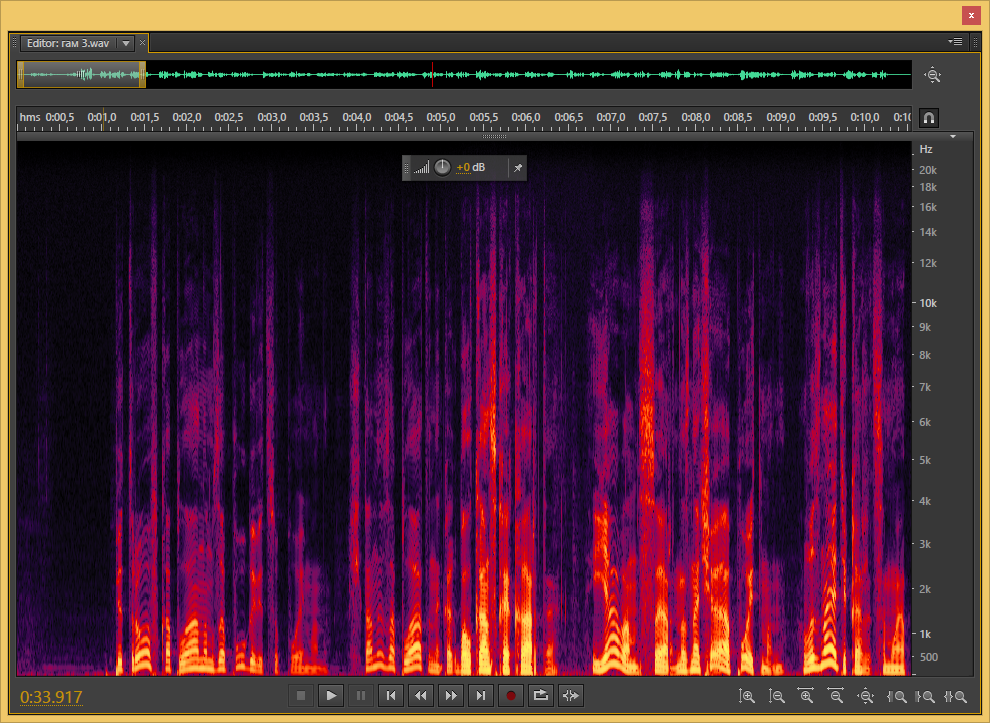 Editor: гам 3.wav
hms 0:00,5 0:01,0 0:01,5 0:02,0 0:02,5 0:03,0 0:03,5 0:04,0 0:04,5 0:05,0 0:05,5 0:06,0 0:06,5 0:07,0 0:07,5 0:08,0 0:08,5 0:09,0 0:09,5 0:10,0
+0 dB
Hz
20k
18k
16k
14k
12k
10k
9k
8k
7k
6k
5k
4k
3k
2k
1k
500
0:33.917